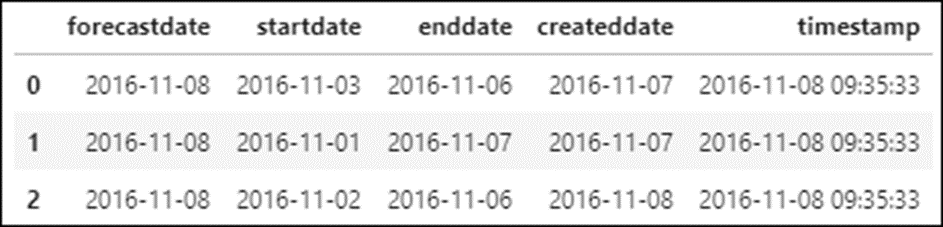 forecastdate startdate enddate createddate timestamp
0 2016-11-08 2016-11-03 2016-11-06 2016-11-07 2016-11-08 09:35:33
1 2016-11-08 2016-11-01 2016-11-07 2016-11-07 2016-11-08 09:35:33
2 2016-11-08 2016-11-02 2016-11-06 2016-11-08 2016-11-08 09:35:33